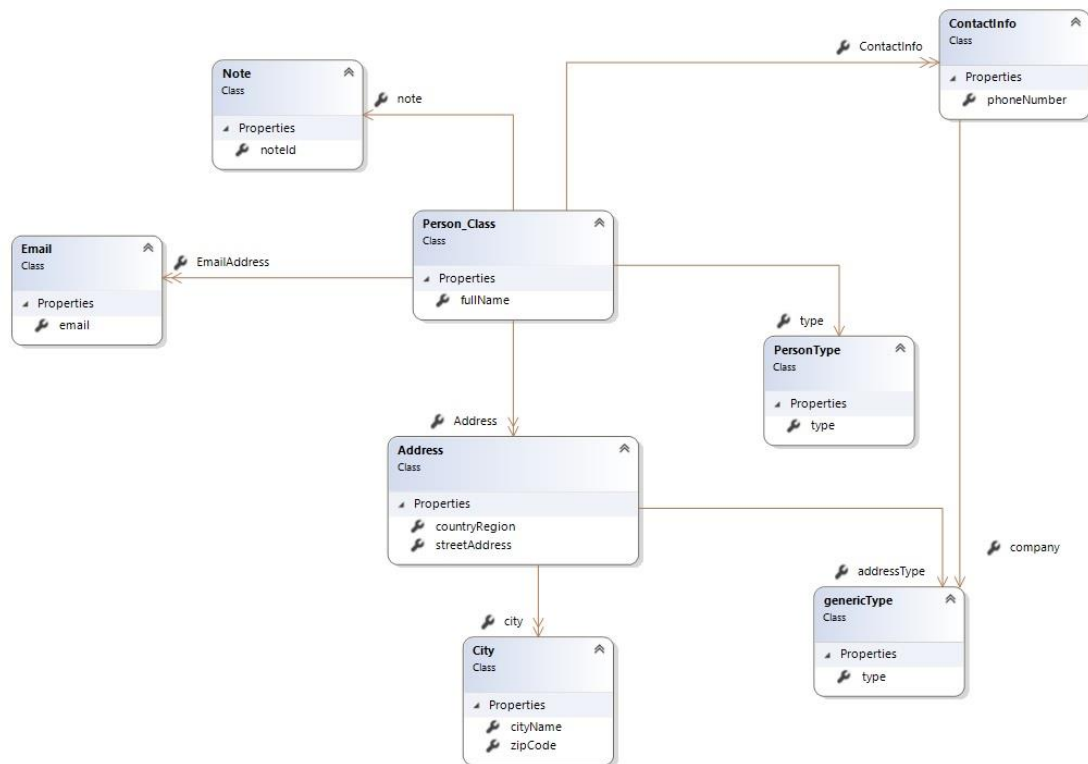 ContactInfo
Class
Properties
phoneNumber
ContactInfo
Note
Class
Properties
noteId
note
Person_Class
Class
Properties
fullName
Email
Class
Properties
email
EmailAddress
type
PersonType
Class
Properties
type
Address
Address
Class
Properties
countryRegion
streetAddress
company
addressType
genericType
Class
Properties
type
city
City
Class
Properties
cityName
zipCode